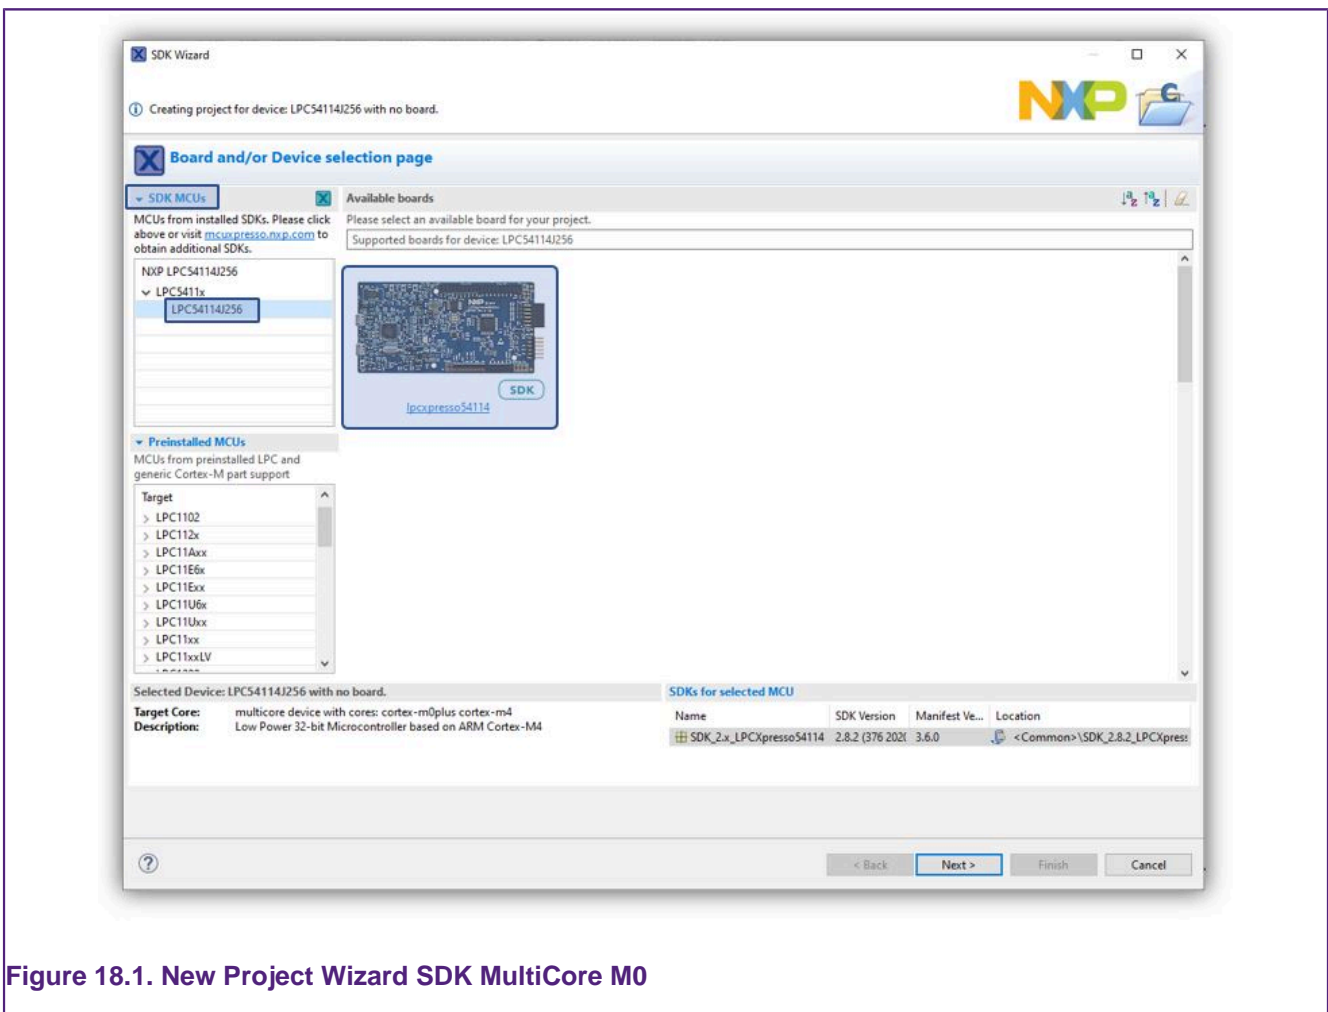 SDK Wizard
Creating project for device: LPC54114J256 with no board.
NXP
C
Board and/or Device selection page
SDK MCUs
MCUs from installed SDKs. Please click
above or visit mcuxpresso.nxp.com to
obtain additional SDKs.
NXP LPC54114J256
LPC5411x
LPC54114J256
Available boards
Please select an available board for your project.
Supported boards for device: LPC54114J256
SDK
lpcxpresso54114
Preinstalled MCUs
MCUs from preinstalled LPC and
generic Cortex-M part support
Target
LPC1102
LPC112x
LPC11Axx
LPC11E6x
LPC11Exx
LPC11U6x
LPC11Uxx
LPC11xx
LPC11xxLV
Selected Device: LPC54114J256 with no board.
Target Core: multicore device with cores: cortex-m0plus cortex-m4
Description: Low Power 32-bit Microcontroller based on ARM Cortex-M4
SDKs for selected MCU
Name SDK Version Manifest Ve... Location
SDK_2.x_LPCXpresso54114 2.8.2 (376 202( 3.6.0 <Common>\SDK_2.8.2_LPCXpres:
< Back Next > Finish Cancel
Figure 18.1. New Project Wizard SDK MultiCore M0